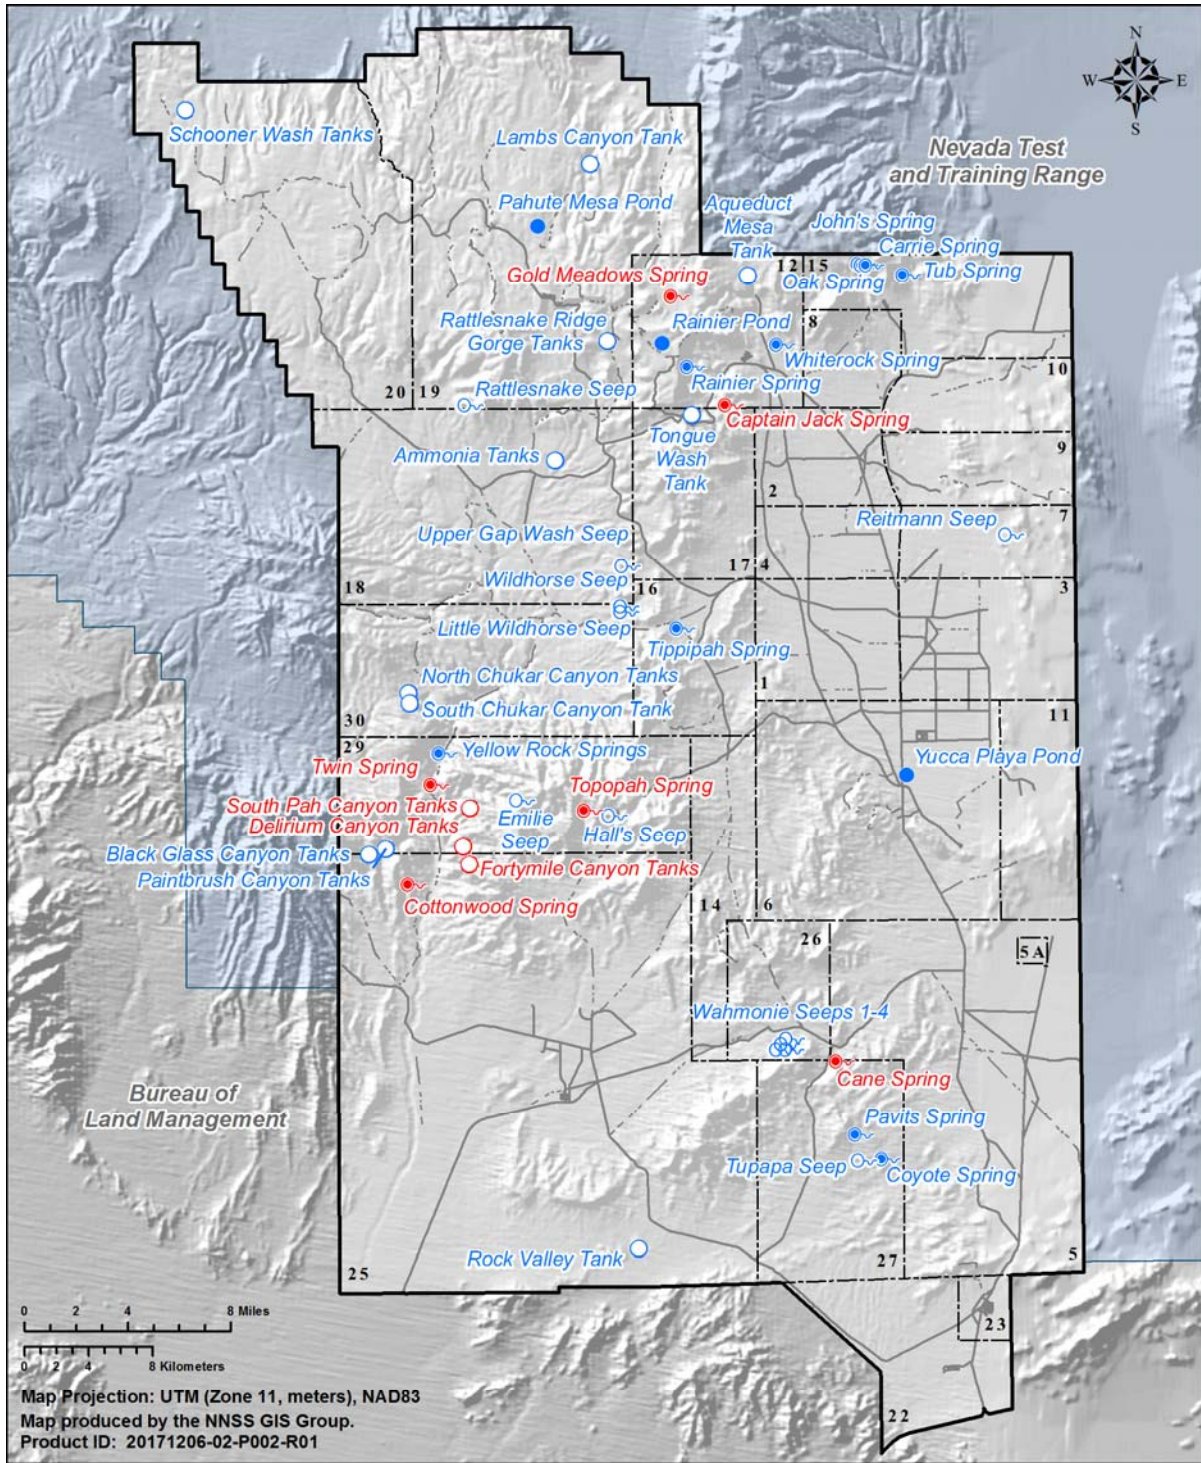 N
W E
S
Schooner Wash Tanks
Lambs Canyon Tank
Nevada Test
and Training Range
Pahute Mesa Pond
Aqueduct
Mesa
Tank
John's Spring
Carrie Spring
Gold Meadows Spring
12
15
Oak Spring
Tub Spring
Rattlesnake Ridge
Gorge Tanks
Rainier Pond
8
Whiterock Spring
10
Rainier Spring
20
19
Rattlesnake Seep
Captain Jack Spring
Ammonia Tanks
Tongue
Wash
Tank
9
2
7
Reitmann Seep
Upper Gap Wash Seep
17
4
Wildhorse Seep
18
16
3
Little Wildhorse Seep
Tippipah Spring
North Chukar Canyon Tanks
1
South Chukar Canyon Tank
30
11
29
Yellow Rock Springs
Yucca Playa Pond
Twin Spring
Topopah Spring
South Pah Canyon Tanks
Emilie
Seep
Hall's Seep
Delirium Canyon Tanks
Black Glass Canyon Tanks
Fortymile Canyon Tanks
Paintbrush Canyon Tanks
Cottonwood Spring
14
6
26
5A
Wahmonie Seeps 1-4
Cane Spring
Bureau of
Land Management
Pavits Spring
Tupapa Seep
Coyote Spring
Rock Valley Tank
25
27
5
23
22
0 2 4 8 Miles
0 2 4 8 Kilometers
Map Projection: UTM (Zone 11, meters), NAD83
Map produced by the NNSS GIS Group.
Product ID: 20171206-02-P002-R01